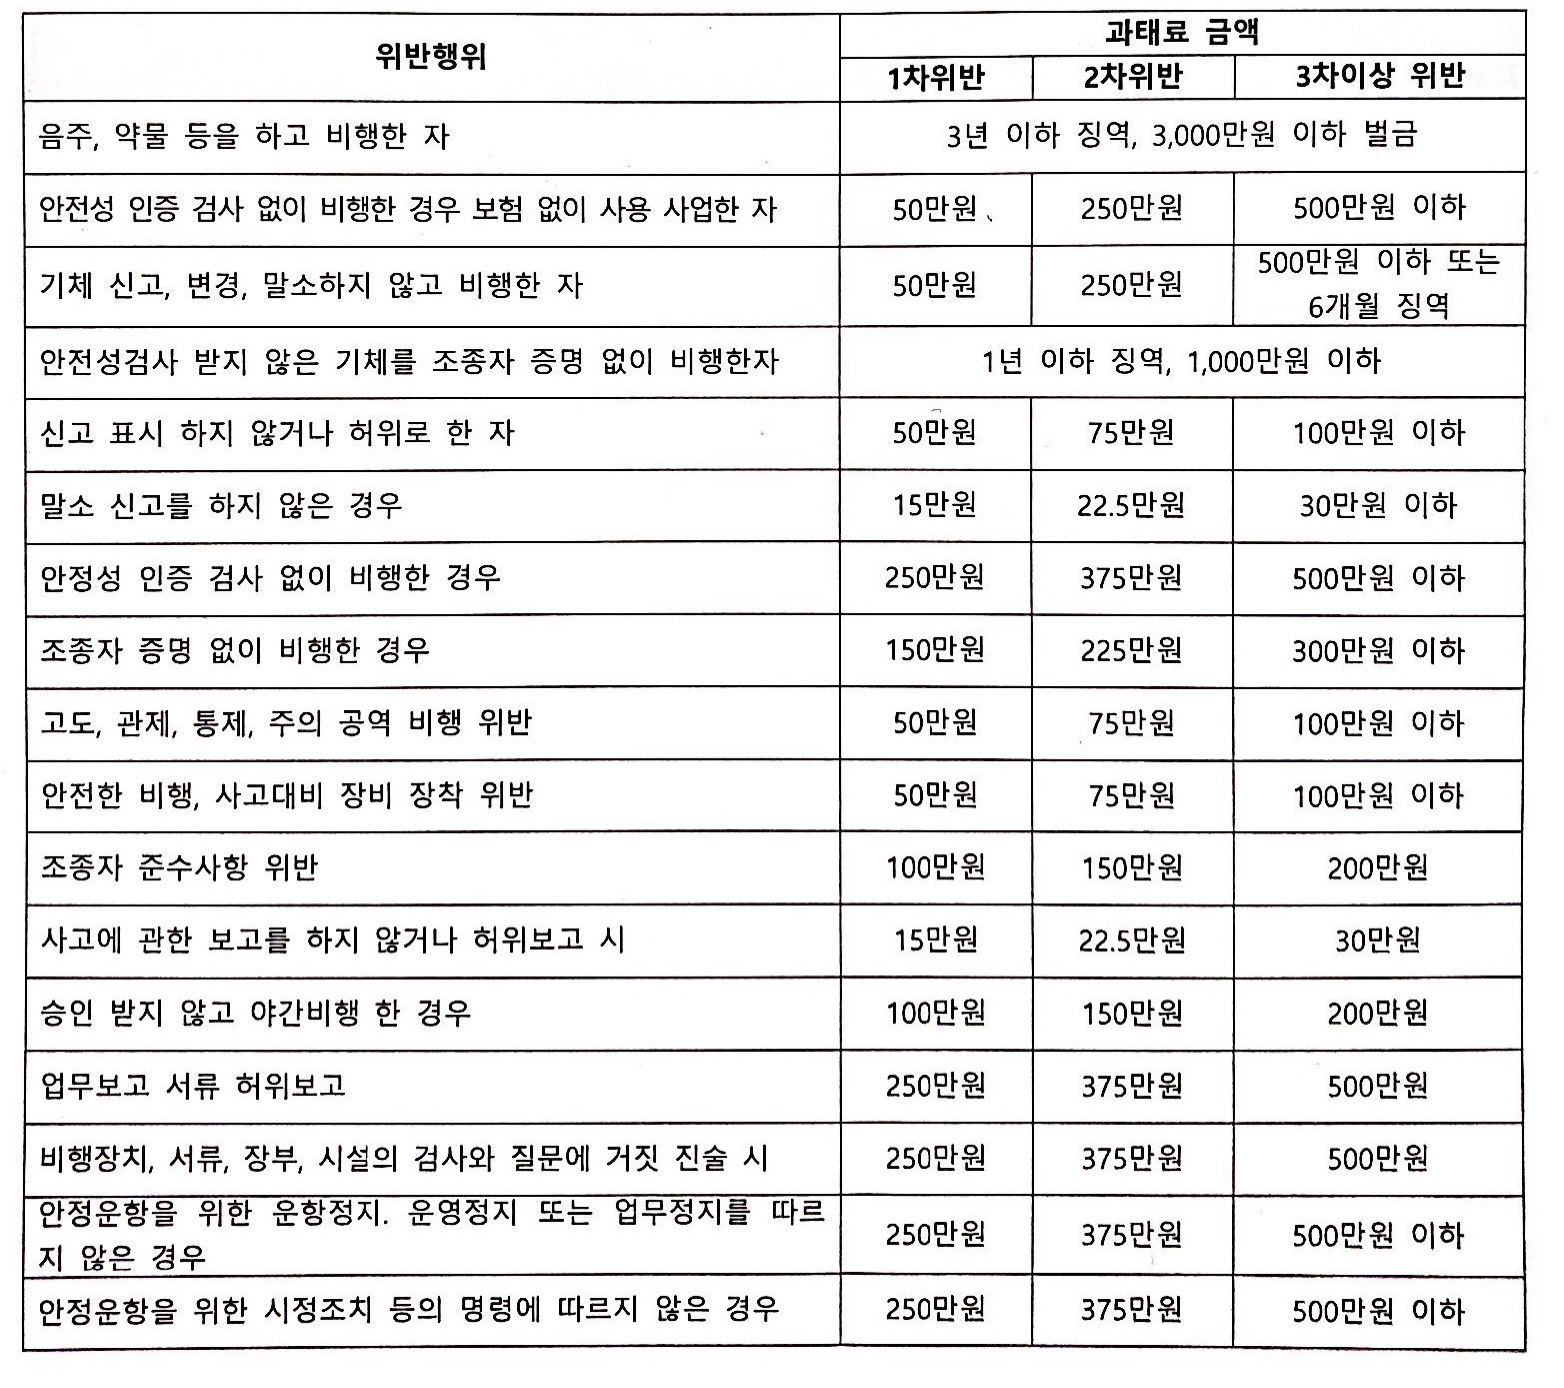 위반행위
과태료 금액
1차위반 2차위반 3차이상 위반
음주, 약물 등을 하고 비행한 자 3년 이하 징역, 3,000만원 이하 벌금
안전성 인증 검사 없이 비행한 경우 보험 없이 사용 사업한 자 50만원 250만원 500만원 이하
기체 신고, 변경, 말소하지 않고 비행한 자 50만원 250만원 500만원 이하 또는
6개월 징역
안전성검사 받지 않은 기체를 조종자 증명 없이 비행한자 1년 이하 징역, 1,000만원 이하
신고 표시 하지 않거나 허위로 한 자 50만원 75만원 100만원 이하
말소 신고를 하지 않은 경우 15만원 22.5만원 30만원 이하
안정성 인증 검사 없이 비행한 경우 250만원 375만원 500만원 이하
조종자 증명 없이 비행한 경우 150만원 225만원 300만원 이하
고도, 관제, 통제, 주의 공역 비행 위반 50만원 75만원 100만원 이하
안전한 비행, 사고대비 장비 장착 위반 50만원 75만원 100만원 이하
조종자 준수사항 위반 100만원 150만원 200만원
사고에 관한 보고를 하지 않거나 허위보고 시 15만원 22.5만원 30만원
승인 받지 않고 야간비행 한 경우 100만원 150만원 200만원
업무보고 서류 허위보고 250만원 375만원 500만원
비행장치, 서류, 장부, 시설의 검사와 질문에 거짓 진술 시 250만원 375만원 500만원
안정운항을 위한 운항정지. 운영정지 또는 업무정지를 따르
지 않은 경우 250만원 375만원 500만원 이하
안정운항을 위한 시정조치 등의 명령에 따르지 않은 경우 250만원 375만원 500만원 이하